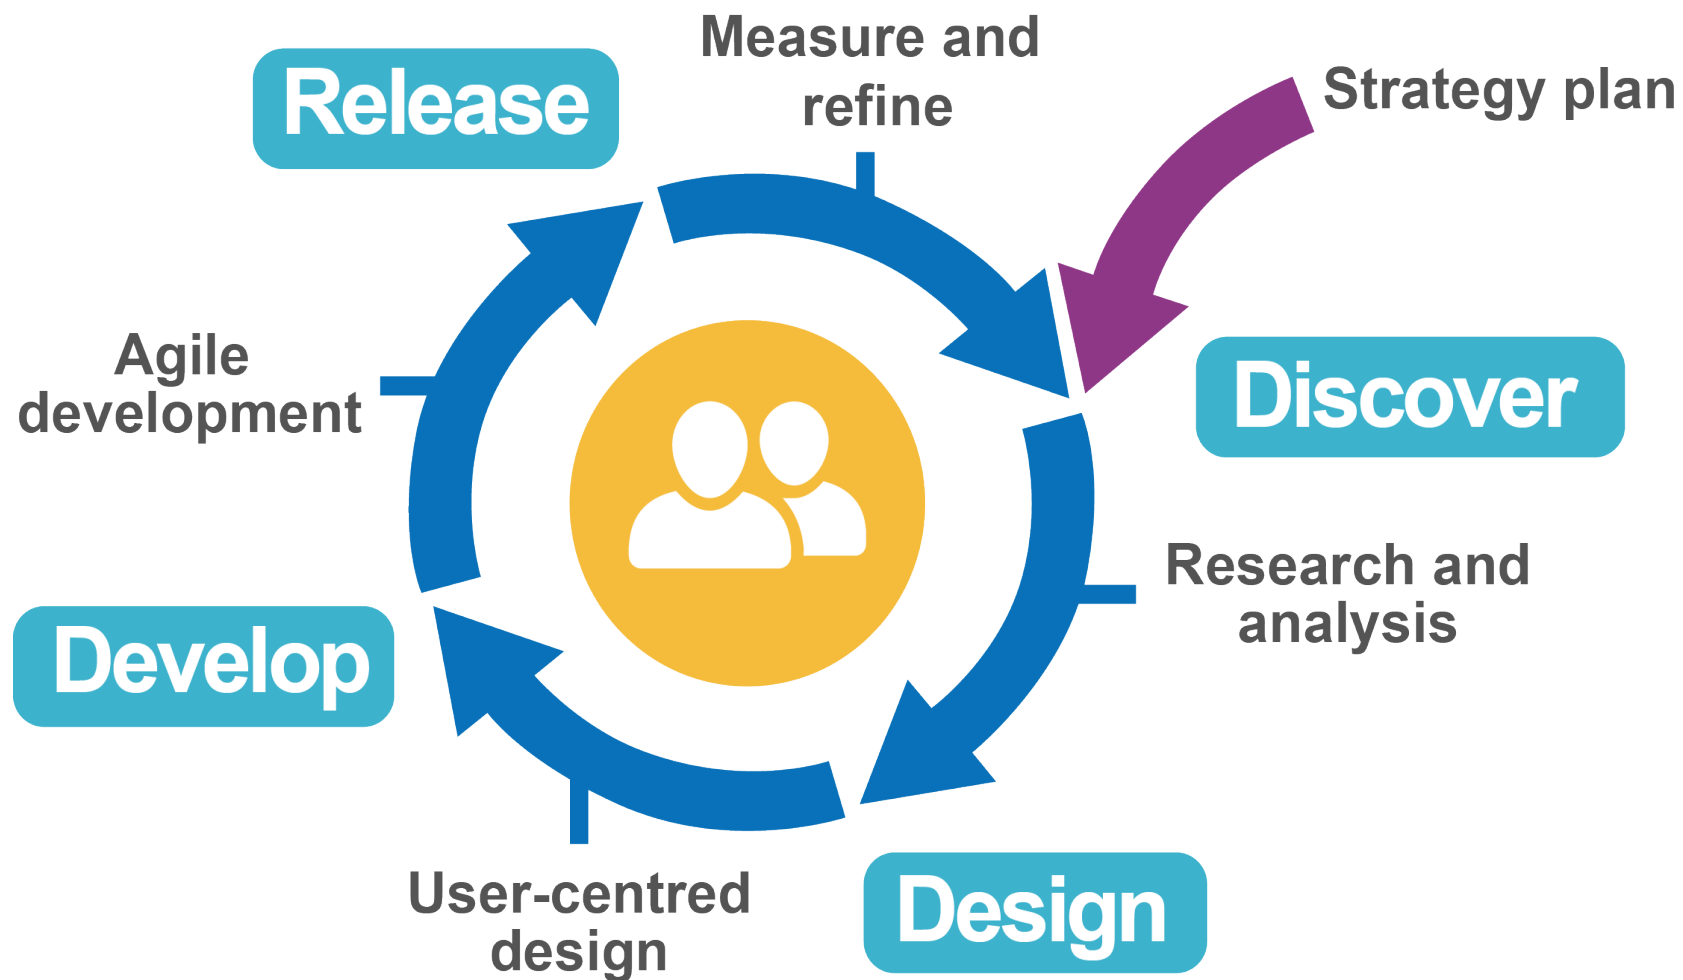 Measure and
refine
Release
Strategy plan
Agile
development
Discover
Research and
analysis
Develop
User-centred
design
Design